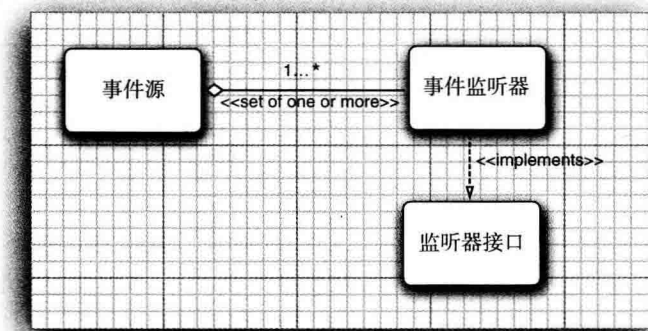 事件源
1...*
<<set of one or more>>
事件监听器
<<implements>>
监听器接口